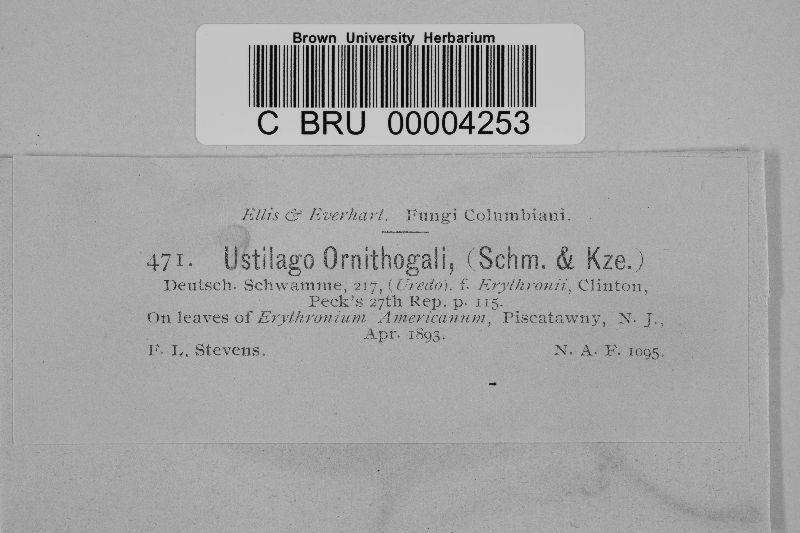 Brown University Herbarium
C BRU 00004253
Ellis & Everhart. Fungi Columbiani.
471. Ustilago Ornithogali, (Schm. & Kze.)
Deutsch. Schwamme, 217, (Uredo). f. Erythronii, Clinton,
Peck's 27th Rep. p. 115.
On leaves of Erythronium Americanum, Piscatawny, N. J.,
Apr. 1893.
F. L. Stevens. N. A. F. 1095.